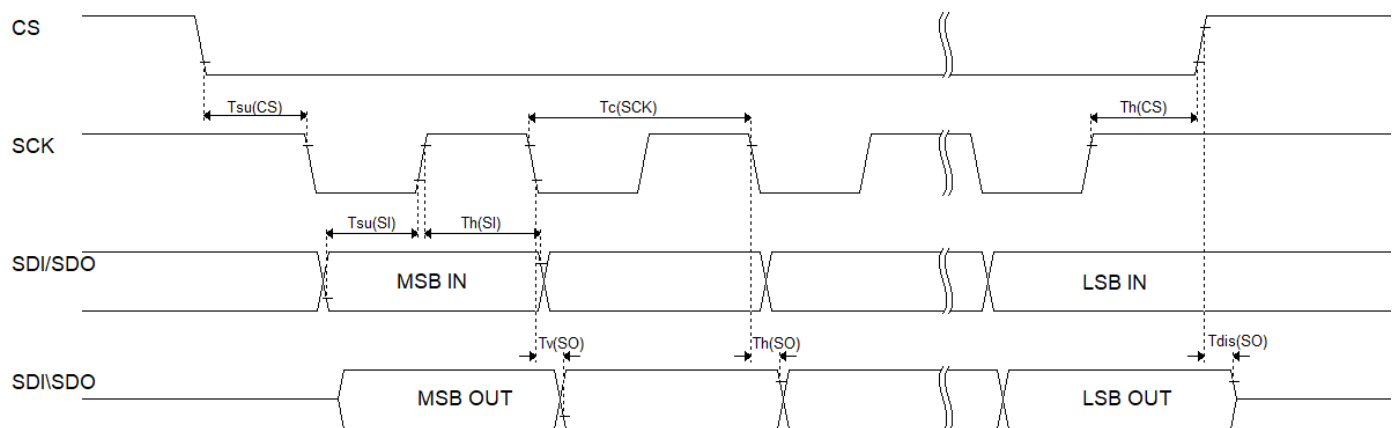 CS
Tsu(CS)
Tc(SCK)
Th(CS)
SCK
Tsu(SI)
Th(SI)
SDI/SDO
MSB IN
LSB IN
Tv(SO)
Th(SO)
Tdis(SO)
SDI\SDO
MSB OUT
LSB OUT